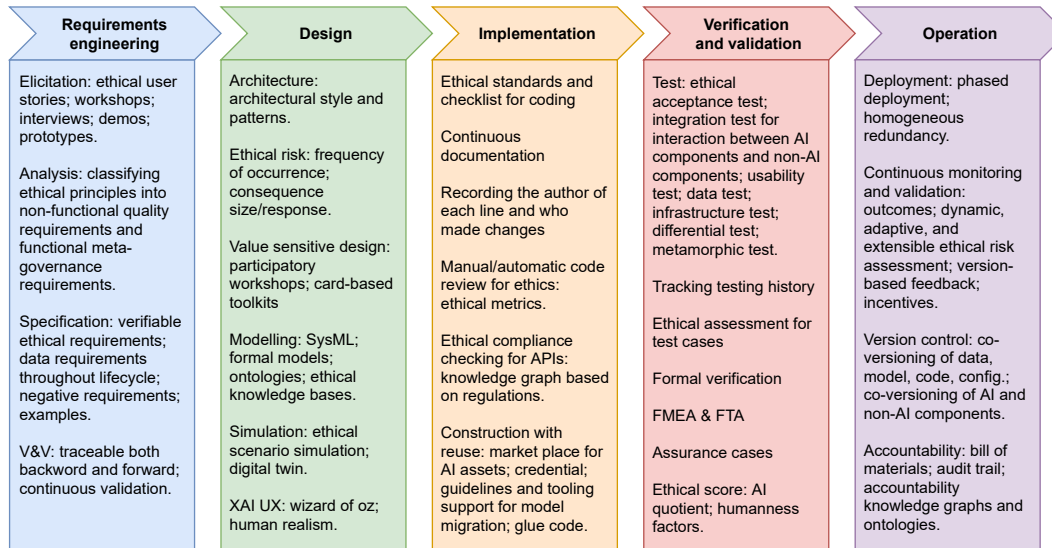 Requirements
engineering
Elicitation: ethical user
stories; workshops;
interviews; demos;
prototypes.
Analysis: classifying
ethical principles into
non-functional quality
requirements and
functional meta-
governance
requirements.
Specification: verifiable
ethical requirements;
data requirements
throughout lifecycle;
negative requirements;
examples.
V&V: traceable both
backword and forward;
continuous validation.
Design
Architecture:
architectural style and
patterns.
Ethical risk: frequency
of occurrence;
consequence
size/response.
Value sensitive design:
participatory
workshops; card-based
toolkits
Modelling: SysML;
formal models;
ontologies; ethical
knowledge bases.
Simulation: ethical
scenario simulation;
digital twin.
XAI UX: wizard of oz;
human realism.
Implementation
Ethical standards and
checklist for coding
Continuous
documentation
Recording the author of
each line and who
made changes
Manual/automatic code
review for ethics:
ethical metrics.
Ethical compliance
checking for APIs:
knowledge graph based
on regulations.
Construction with
reuse: market place for
AI assets; credential;
guidelines and tooling
support for model
migration; glue code.
Verification
and validation
Test: ethical
acceptance test;
integration test for
interaction between AI
components and non-AI
components; usability
test; data test;
infrastructure test;
differential test;
metamorphic test.
Tracking testing history
Ethical assessment for
test cases
Formal verification
FMEA & FTA
Assurance cases
Ethical score: AI
quotient; humanness
factors.
Operation
Deployment: phased
deployment;
homogeneous
redundancy.
Continuous monitoring
and validation:
outcomes; dynamic,
adaptive, and
extensible ethical risk
assessment; version-
based feedback;
incentives.
Version control: co-
versioning of data,
model, code, config.;
co-versioning of AI and
non-AI components.
Accountability: bill of
materials; audit trail;
accountability
knowledge graphs and
ontologies.